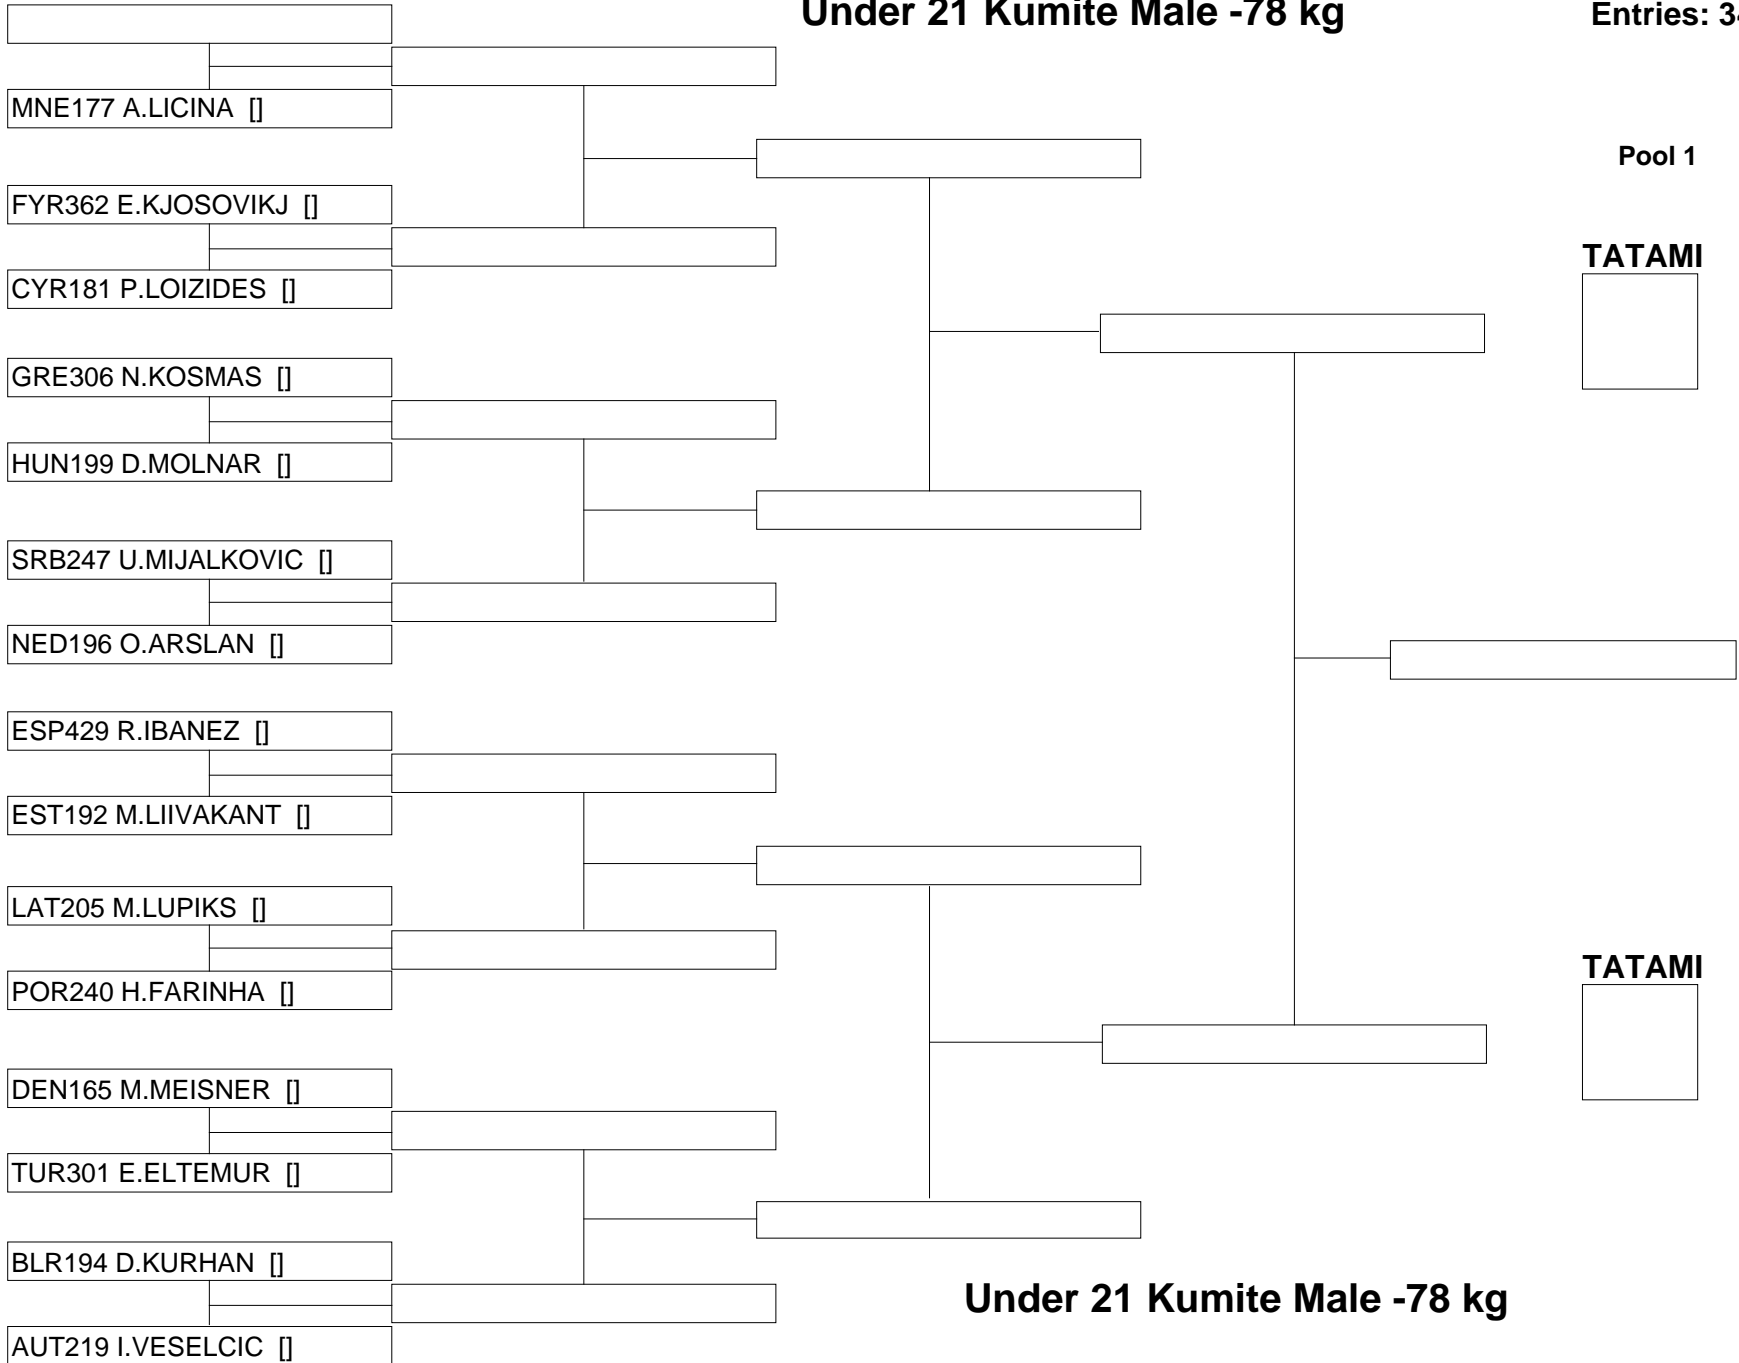 Under 21 Kumite Male -78 kg
Entries: 34
MNE177 A.LICINA []
Pool 1
FYR362 E.KJOSOVIKJ []
TATAMI
CYR181 P.LOIZIDES []
GRE306 N.KOSMAS []
HUN199 D.MOLNAR []
SRB247 U.MIJALKOVIC []
NED196 O.ARSLAN []
ESP429 R.IBANEZ []
EST192 M.LIIVAKANT []
LAT205 M.LUPIKS []
TATAMI
POR240 H.FARINHA []
DEN165 M.MEISNER []
TUR301 E.ELTEMUR []
BLR194 D.KURHAN []
Under 21 Kumite Male -78 kg
AUT219 I.VESELCIC []